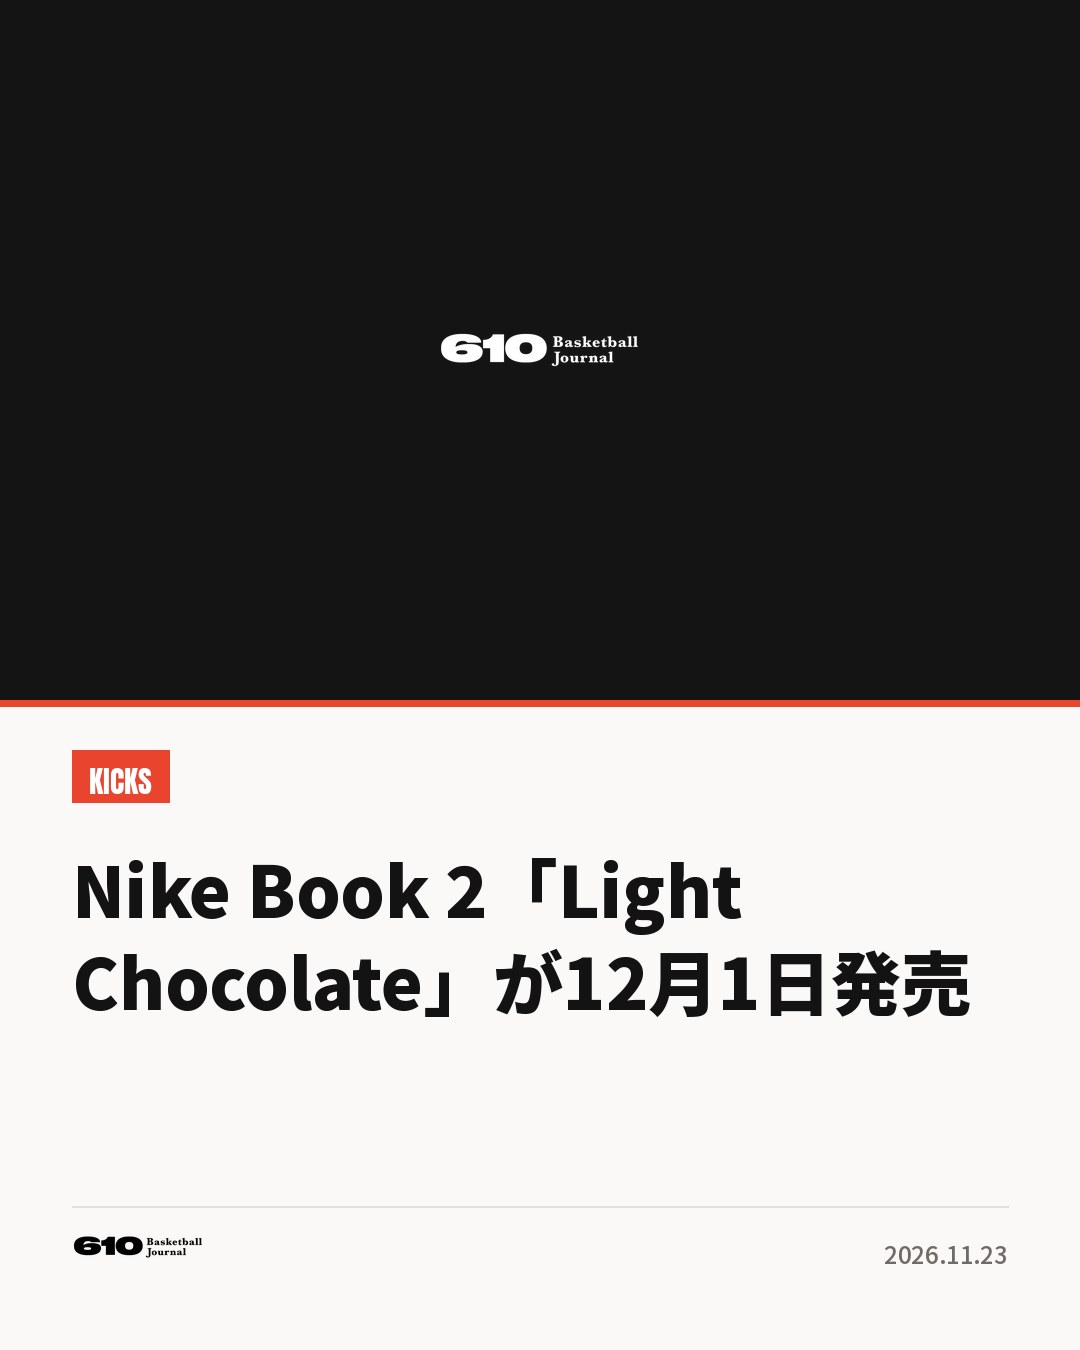 610 Basketball
Journal
KICKS
Nike Book 2「Light
Chocolate」が12月1日発売
610 Basketball
Journal
2026.11.23